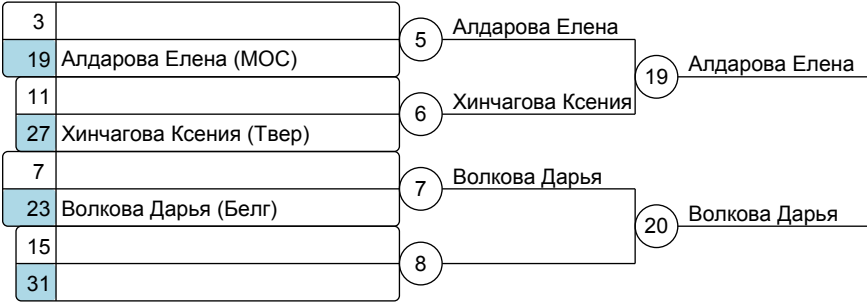 3
19 Алдарова Елена (МОС)
11
27 Хинчагова Ксения (Твер)
7
23 Волкова Дарья (Белг)
15
31
5 Алдарова Елена
6 Хинчагова Ксения
7 Волкова Дарья
8
19 Алдарова Елена
20 Волкова Дарья